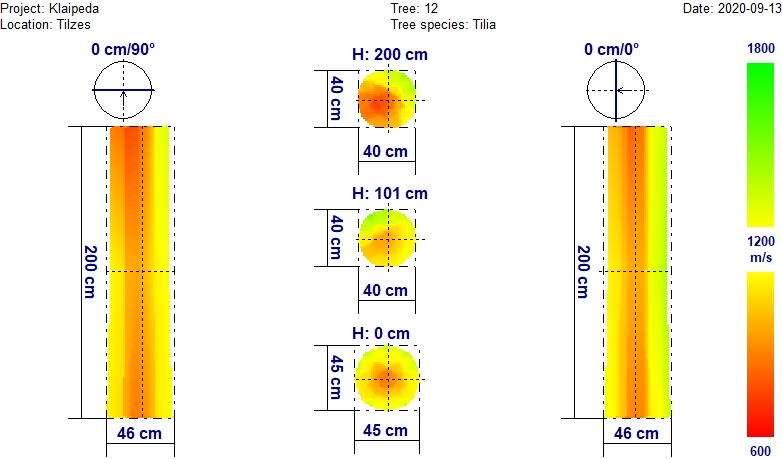 Project: Klaipeda
Tree: 12
Date: 2020-09-13
Location: Tilzes
Tree species: Tilia
0 cm/90°
H: 200 cm
0 cm/0°
1800
40 cm
40 cm
H: 101 cm
40 cm
40 cm
200 cm
200 cm
1200
m/s
H: 0 cm
45 cm
46 cm
45 cm
46 cm
600